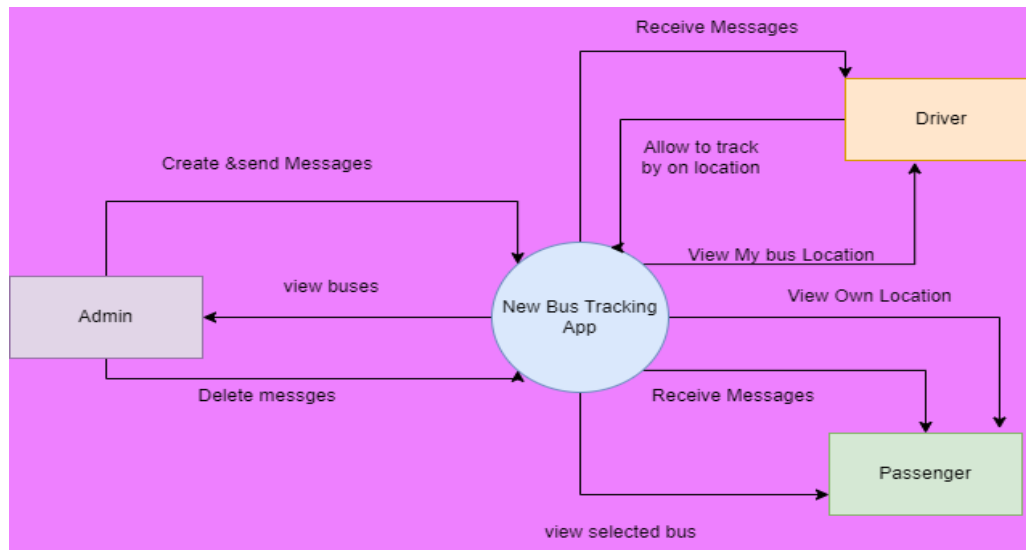 Receive Messages
Driver
Allow to track
by on location
Create &send Messages
View My bus Location
view buses
View Own Location
New Bus Tracking
App
Admin
Delete messges
Receive Messages
Passenger
view selected bus